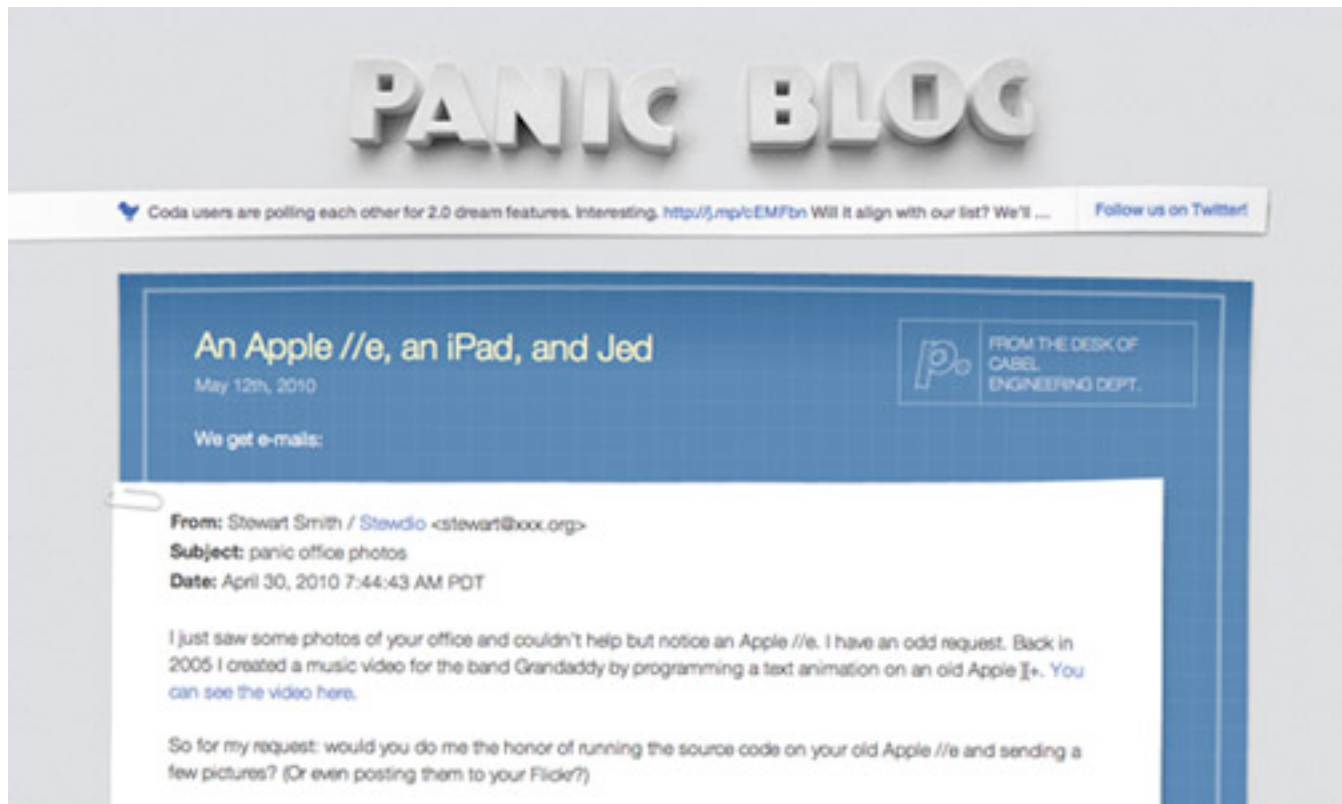 PANIC BLOG
Coda users are polling each other for 2.0 dream features. Interesting. http://j.mp/cEMFbn Will it align with our list? We'll ....
Follow us on Twitter!
An Apple //e, an iPad, and Jed
May 12th, 2010
p.
FROM THE DESK OF
CABEL
ENGINEERING DEPT.
We get e-mails:
From: Stewart Smith / Stewdio <stewart@xxx.org>
Subject: panic office photos
Date: April 30, 2010 7:44:43 AM PDT
I just saw some photos of your office and couldn't help but notice an Apple //e. I have an odd request. Back in
2005 I created a music video for the band Grandaddy by programming a text animation on an old Apple ][+. You
can see the video here.
So for my request: would you do me the honor of running the source code on your old Apple //e and sending a
few pictures? (Or even posting them to your Flickr?)